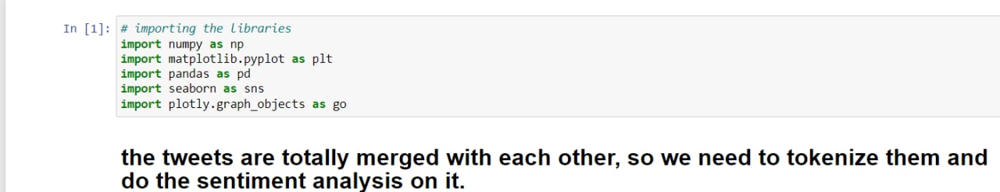 In [1]: # importing the libraries
import numpy as np
import matplotlib.pyplot as plt
import pandas as pd
import seaborn as sns
import plotly.graph_objects as go
the tweets are totally merged with each other, so we need to tokenize them and
do the sentiment analysis on it.